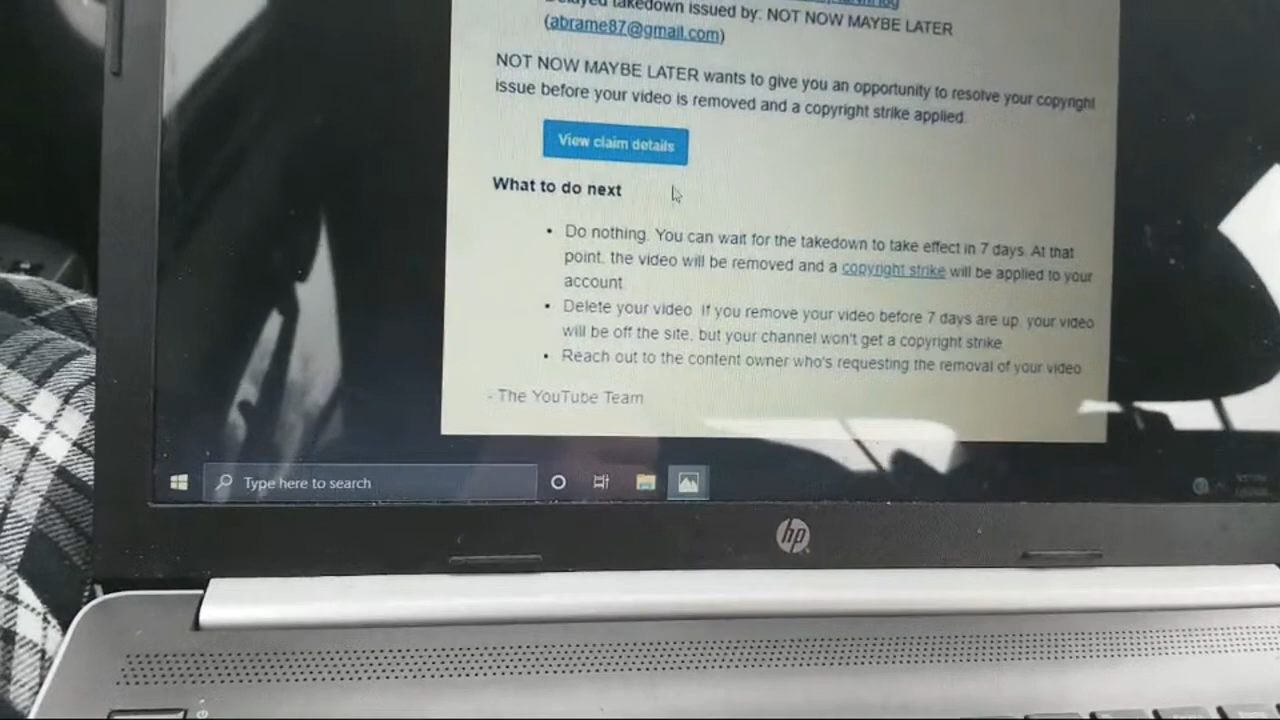 takedown issued by: NOT NOW MAYBE LATER
(abrame87@gmail.com)
NOT NOW MAYBE LATER wants to give you an opportunity to resolve your copyright
issue before your video is removed and a copyright strike applied.
View claim details
What to do next
• Do nothing. You can wait for the takedown to take effect in 7 days. At that
point, the video will be removed and a copyright strike will be applied to your
account.
• Delete your video. If you remove your video before 7 days are up, your video
will be off the site, but your channel won't get a copyright strike
• Reach out to the content owner who's requesting the removal of your video
- The YouTube Team
Type here to search
hp